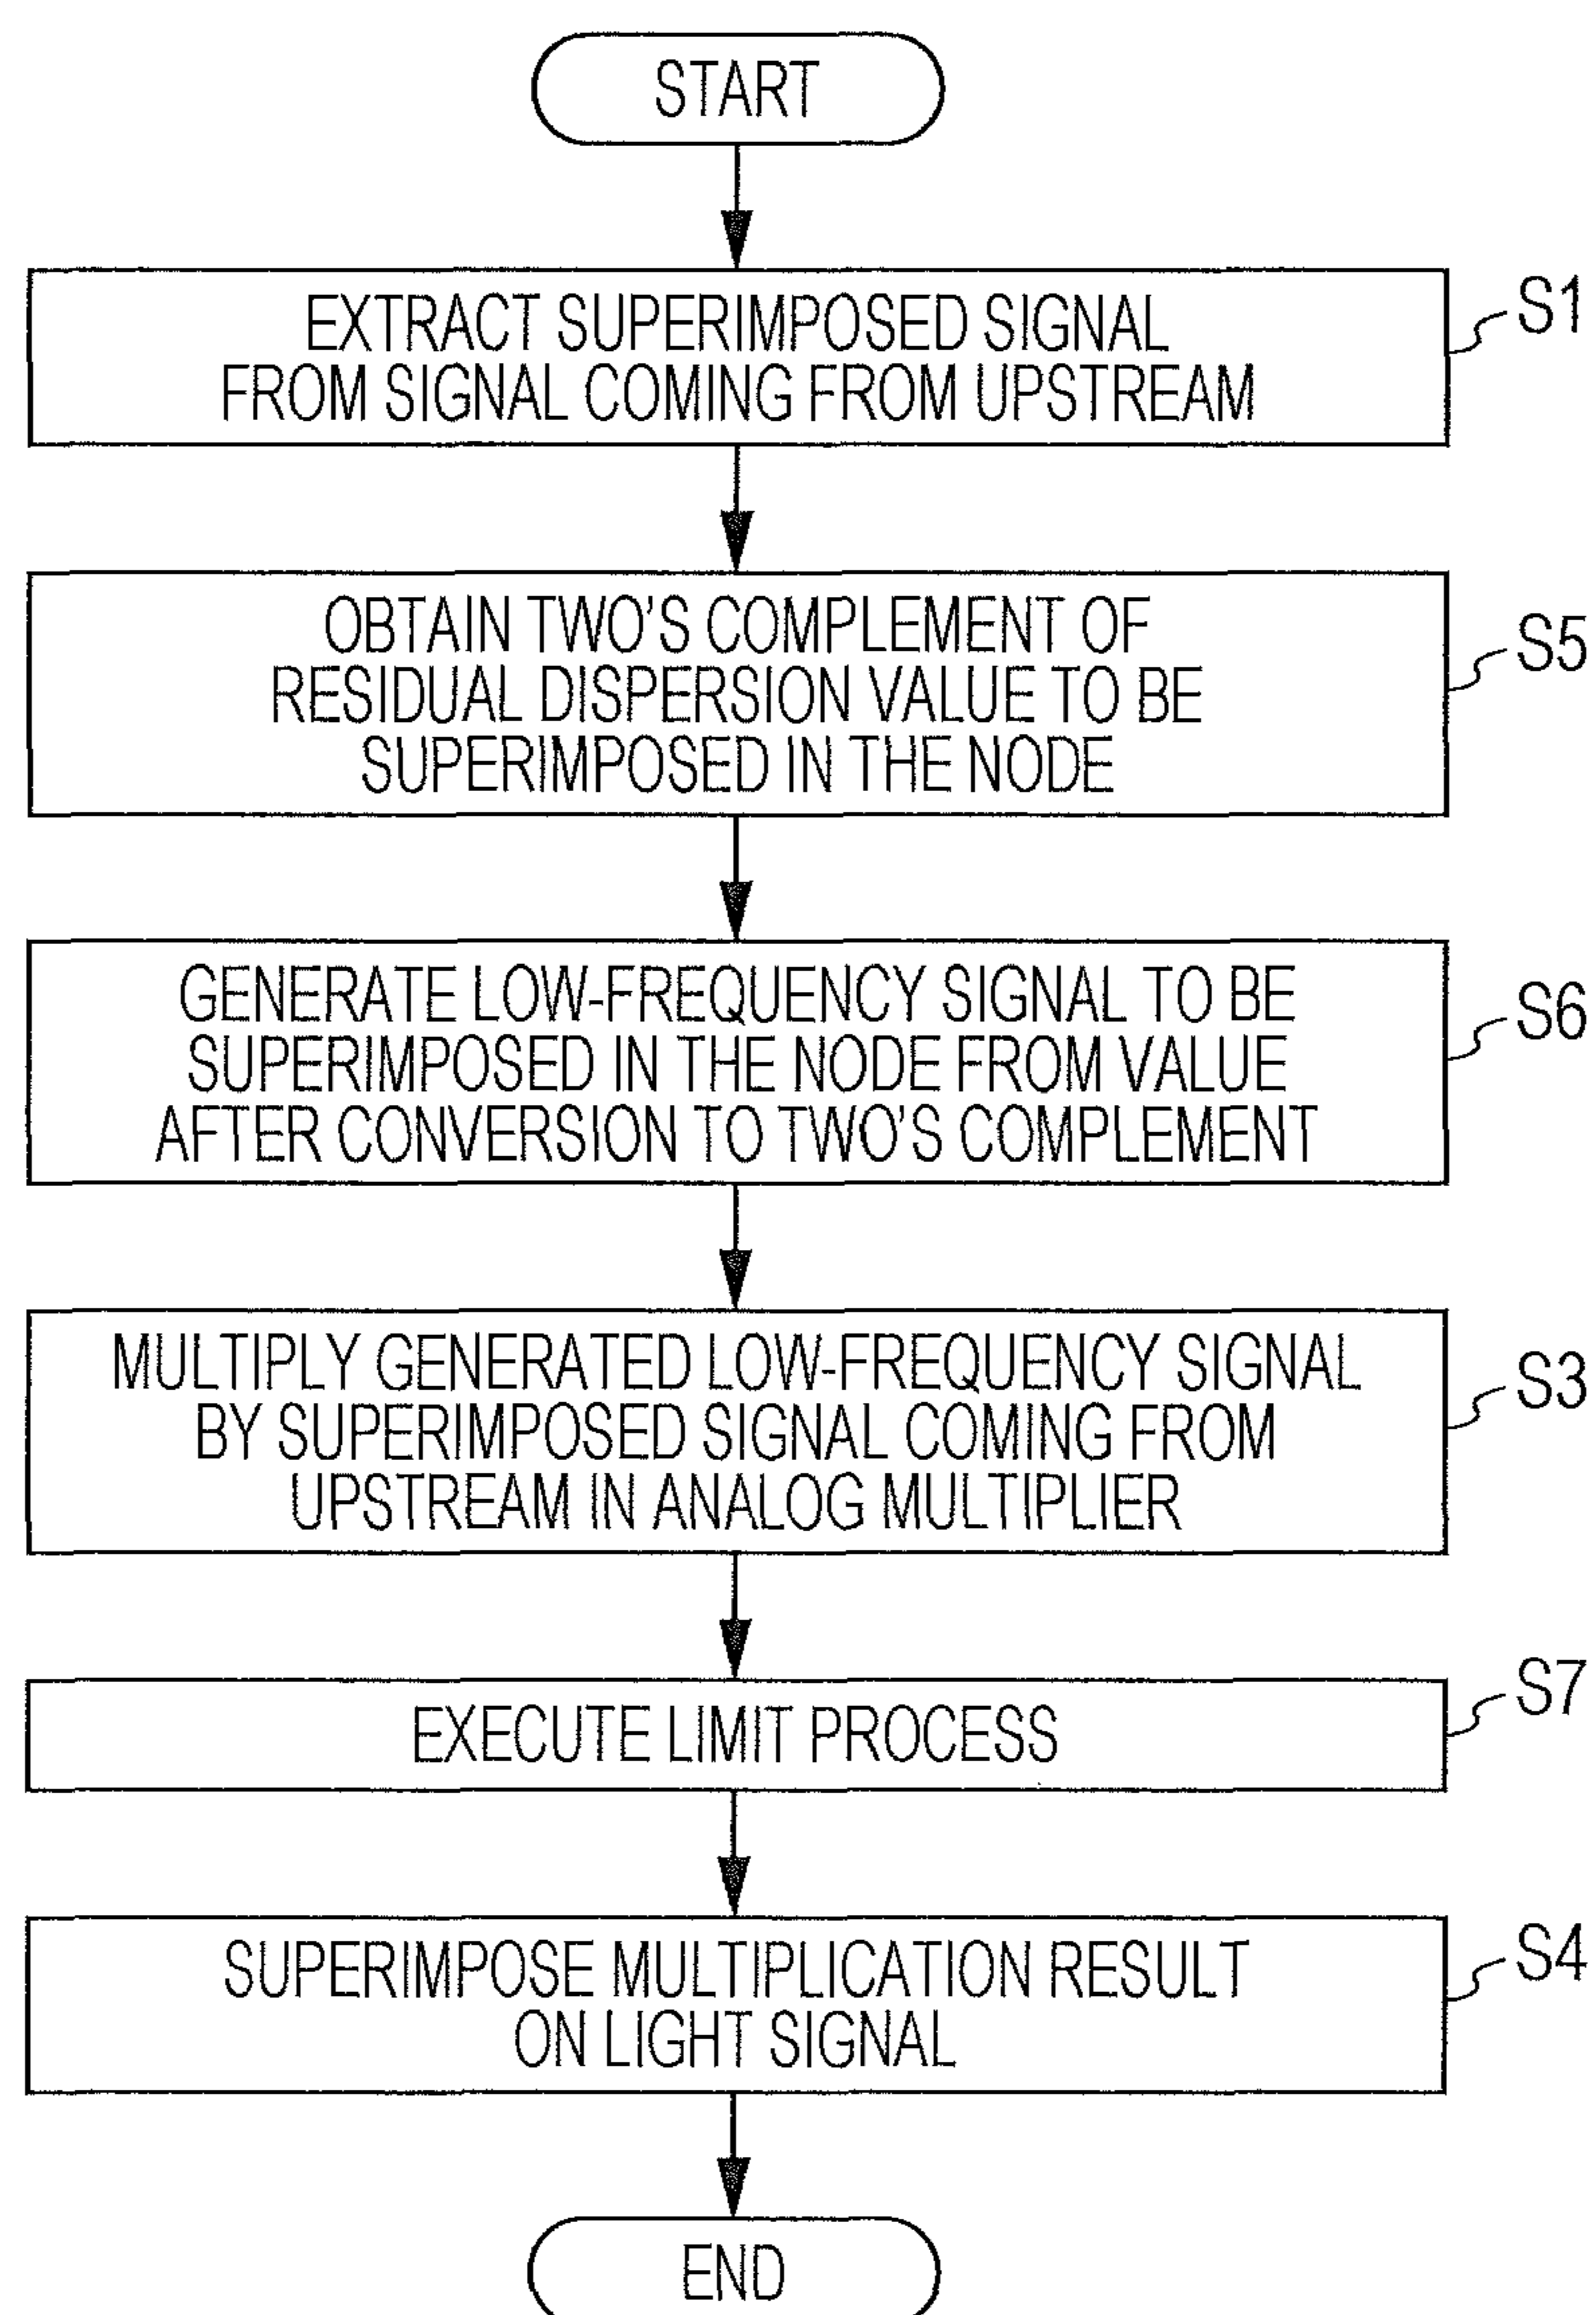 START
EXTRACT SUPERIMPOSED SIGNAL
FROM SIGNAL COMING FROM UPSTREAM
S1
OBTAIN TWO'S COMPLEMENT OF
RESIDUAL DISPERSION VALUE TO BE
SUPERIMPOSED IN THE NODE
S5
GENERATE LOW-FREQUENCY SIGNAL TO BE
SUPERIMPOSED IN THE NODE FROM VALUE
AFTER CONVERSION TO TWO'S COMPLEMENT
S6
MULTIPLY GENERATED LOW-FREQUENCY SIGNAL
BY SUPERIMPOSED SIGNAL COMING FROM
UPSTREAM IN ANALOG MULTIPLIER
S3
EXECUTE LIMIT PROCESS
S7
SUPERIMPOSE MULTIPLICATION RESULT
ON LIGHT SIGNAL
S4
END